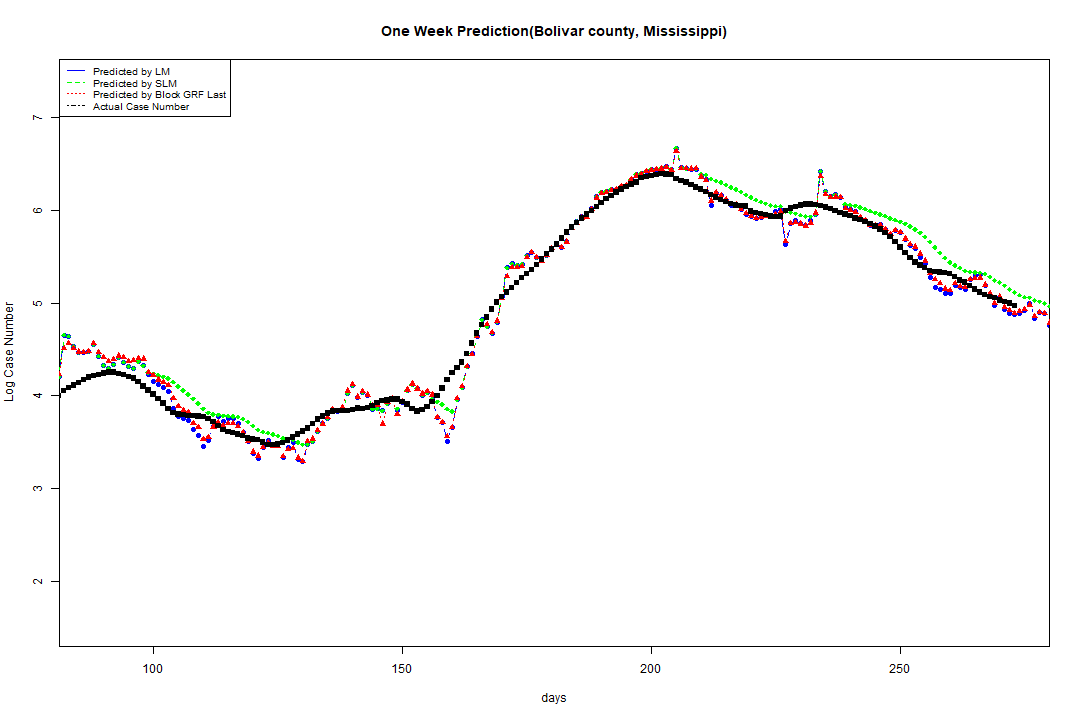 One Week Prediction(Bolivar county, Mississippi)
Predicted by LM
Predicted by SLM
Predicted by Block GRF Last
Actual Case Number
7
6
5
4
3
2
Log Case Number
100 150 200 250
days